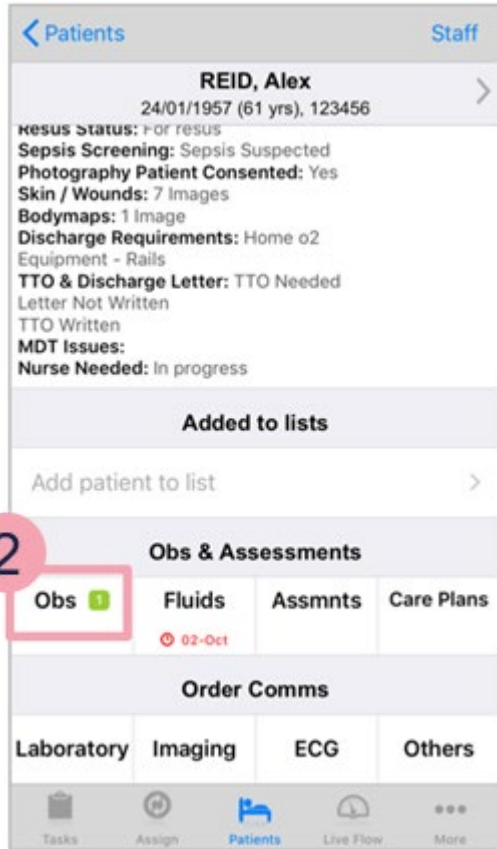 Patients Staff
REID, Alex
24/01/1957 (61 yrs), 123456
Resus Status: For resus
Sepsis Screening: Sepsis Suspected
Photography Patient Consented: Yes
Skin / Wounds: 7 Images
Bodymaps: 1 Image
Discharge Requirements: Home o2
Equipment - Rails
TTO & Discharge Letter: TTO Needed
Letter Not Written
TTO Written
MDT Issues:
Nurse Needed: In progress
Added to lists
Add patient to list
2
Obs & Assessments
Obs 1 Fluids Assmnts Care Plans
02-Oct
Order Comms
Laboratory Imaging ECG Others
Tasks Assign Patients Live Flow More